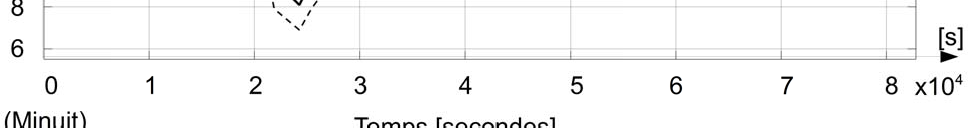 8
6
[s]
0 1 2 3 4 5 6 7 8 x10⁴
(Minuit) Temps [secondes]